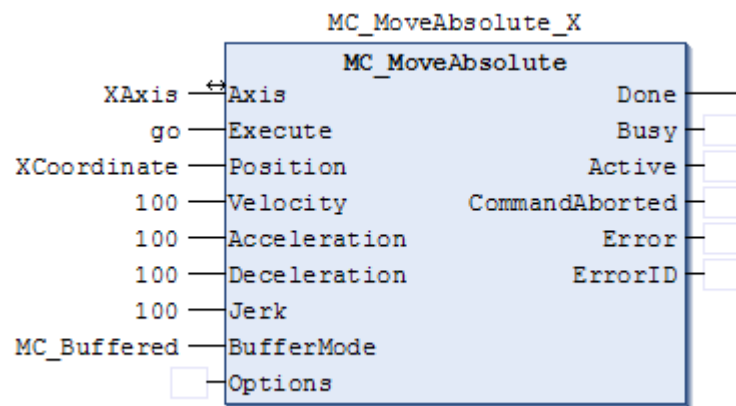 MC_MoveAbsolute_X
MC_MoveAbsolute
XAxis Axis Done
go Execute Busy
XCoordinate Position Active
100 Velocity CommandAborted
100 Acceleration Error
100 Deceleration ErrorID
100 Jerk
MC_Buffered BufferMode
Options